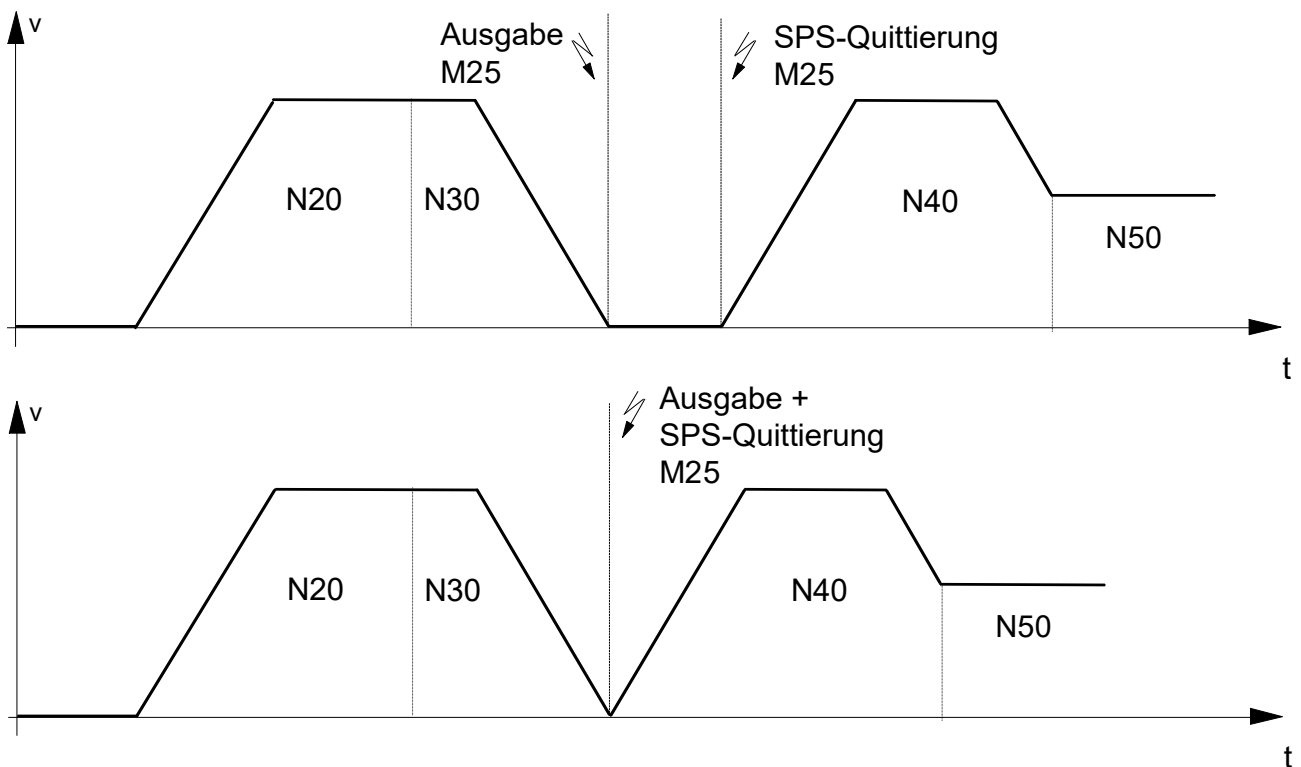 v
Ausgabe
M25
SPS-Quittierung
M25
N20
N30
N40
N50
t
v
Ausgabe +
SPS-Quittierung
M25
N20
N30
N40
N50
t